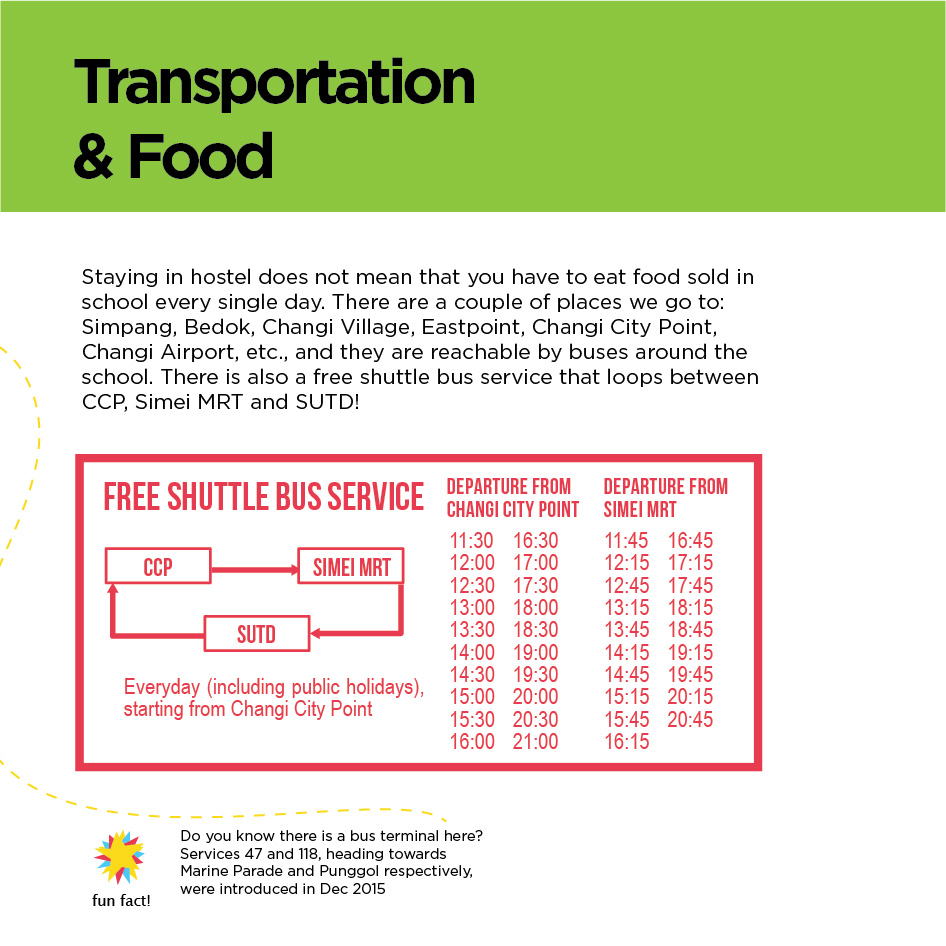 Transportation
& Food
Staying in hostel does not mean that you have to eat food sold in
school every single day. There are a couple of places we go to:
Simpang, Bedok, Changi Village, Eastpoint, Changi City Point,
Changi Airport, etc., and they are reachable by buses around the
school. There is also a free shuttle bus service that loops between
CCP, Simei MRT and SUTD!
FREE SHUTTLE BUS SERVICE
CCP
SIMEI MRT
SUTD
Everyday (including public holidays),
starting from Changi City Point
DEPARTURE FROM
CHANGI CITY POINT
11:30 16:30
12:00 17:00
12:30 17:30
13:00 18:00
13:30 18:30
14:00 19:00
14:30 19:30
15:00 20:00
15:30 20:30
16:00 21:00
DEPARTURE FROM
SIMEI MRT
11:45 16:45
12:15 17:15
12:45 17:45
13:15 18:15
13:45 18:45
14:15 19:15
14:45 19:45
15:15 20:15
15:45 20:45
16:15
fun fact!
Do you know there is a bus terminal here?
Services 47 and 118, heading towards
Marine Parade and Punggol respectively,
were introduced in Dec 2015